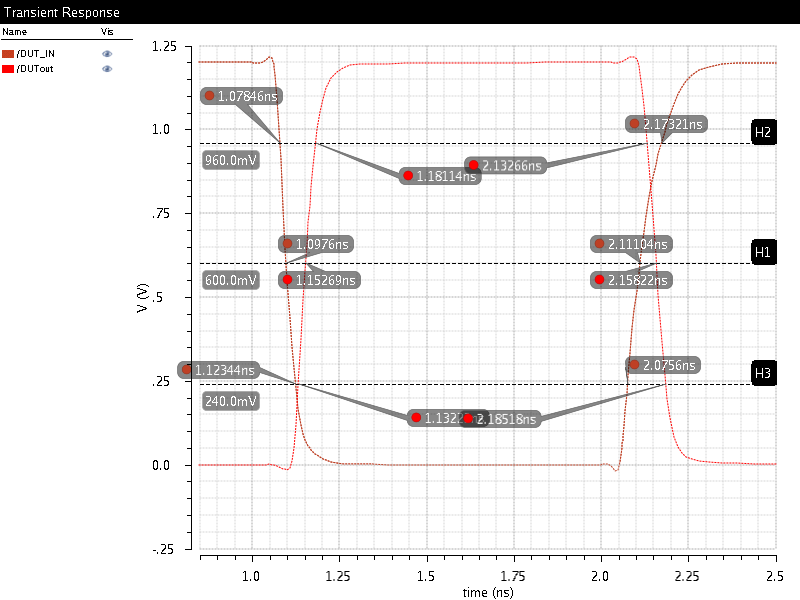 Transient Response
Name Vis
/DUT_IN
/DUTout
1.25
1.0
.75
.5
.25
0.0
-.25
V (V)
1.07846ns
2.17321ns
H2
960.0mV
1.18114ns
2.13266ns
1.0976ns
2.11104ns
H1
600.0mV
1.15269ns
2.15822ns
1.12344ns
2.0756ns
H3
240.0mV
2.18518ns
1.0 1.25 1.5 1.75 2.0 2.25 2.5
time (ns)